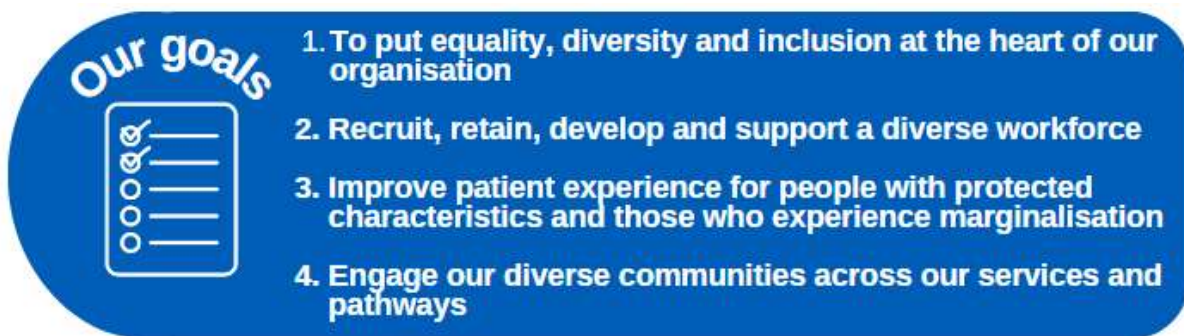 Our goals
1. To put equality, diversity and inclusion at the heart of our
organisation
2. Recruit, retain, develop and support a diverse workforce
3. Improve patient experience for people with protected
characteristics and those who experience marginalisation
4. Engage our diverse communities across our services and
pathways